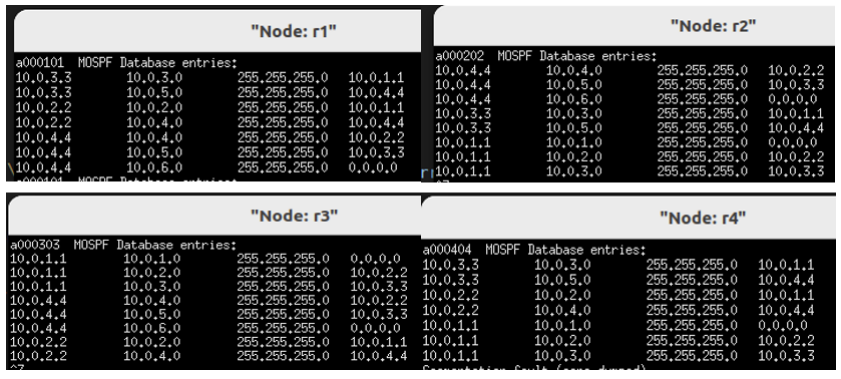 "Node: r1"
a000101 MOSPF Database entries:
10.0.3.3 10.0.3.0 255.255.255.0 10.0.1.1
10.0.3.3 10.0.5.0 255.255.255.0 10.0.4.4
10.0.2.2 10.0.2.0 255.255.255.0 10.0.1.1
10.0.2.2 10.0.4.0 255.255.255.0 10.0.4.4
10.0.4.4 10.0.4.0 255.255.255.0 10.0.2.2
10.0.4.4 10.0.5.0 255.255.255.0 10.0.3.3
10.0.4.4 10.0.6.0 255.255.255.0 0.0.0.0
"Node: r2"
a000202 MOSPF Database entries:
10.0.4.4 10.0.4.0 255.255.255.0 10.0.2.2
10.0.4.4 10.0.5.0 255.255.255.0 10.0.3.3
10.0.4.4 10.0.6.0 255.255.255.0 0.0.0.0
10.0.3.3 10.0.3.0 255.255.255.0 10.0.1.1
10.0.3.3 10.0.5.0 255.255.255.0 10.0.4.4
10.0.1.1 10.0.1.0 255.255.255.0 0.0.0.0
10.0.1.1 10.0.2.0 255.255.255.0 10.0.2.2
10.0.1.1 10.0.3.0 255.255.255.0 10.0.3.3
"Node: r3"
a000303 MOSPF Database entries:
10.0.1.1 10.0.1.0 255.255.255.0 0.0.0.0
10.0.1.1 10.0.2.0 255.255.255.0 10.0.2.2
10.0.1.1 10.0.3.0 255.255.255.0 10.0.3.3
10.0.4.4 10.0.4.0 255.255.255.0 10.0.2.2
10.0.4.4 10.0.5.0 255.255.255.0 10.0.3.3
10.0.4.4 10.0.6.0 255.255.255.0 0.0.0.0
10.0.2.2 10.0.2.0 255.255.255.0 10.0.1.1
10.0.2.2 10.0.4.0 255.255.255.0 10.0.4.4
"Node: r4"
a000404 MOSPF Database entries:
10.0.3.3 10.0.3.0 255.255.255.0 10.0.1.1
10.0.3.3 10.0.5.0 255.255.255.0 10.0.4.4
10.0.2.2 10.0.2.0 255.255.255.0 10.0.1.1
10.0.2.2 10.0.4.0 255.255.255.0 10.0.4.4
10.0.1.1 10.0.1.0 255.255.255.0 0.0.0.0
10.0.1.1 10.0.2.0 255.255.255.0 10.0.2.2
10.0.1.1 10.0.3.0 255.255.255.0 10.0.3.3